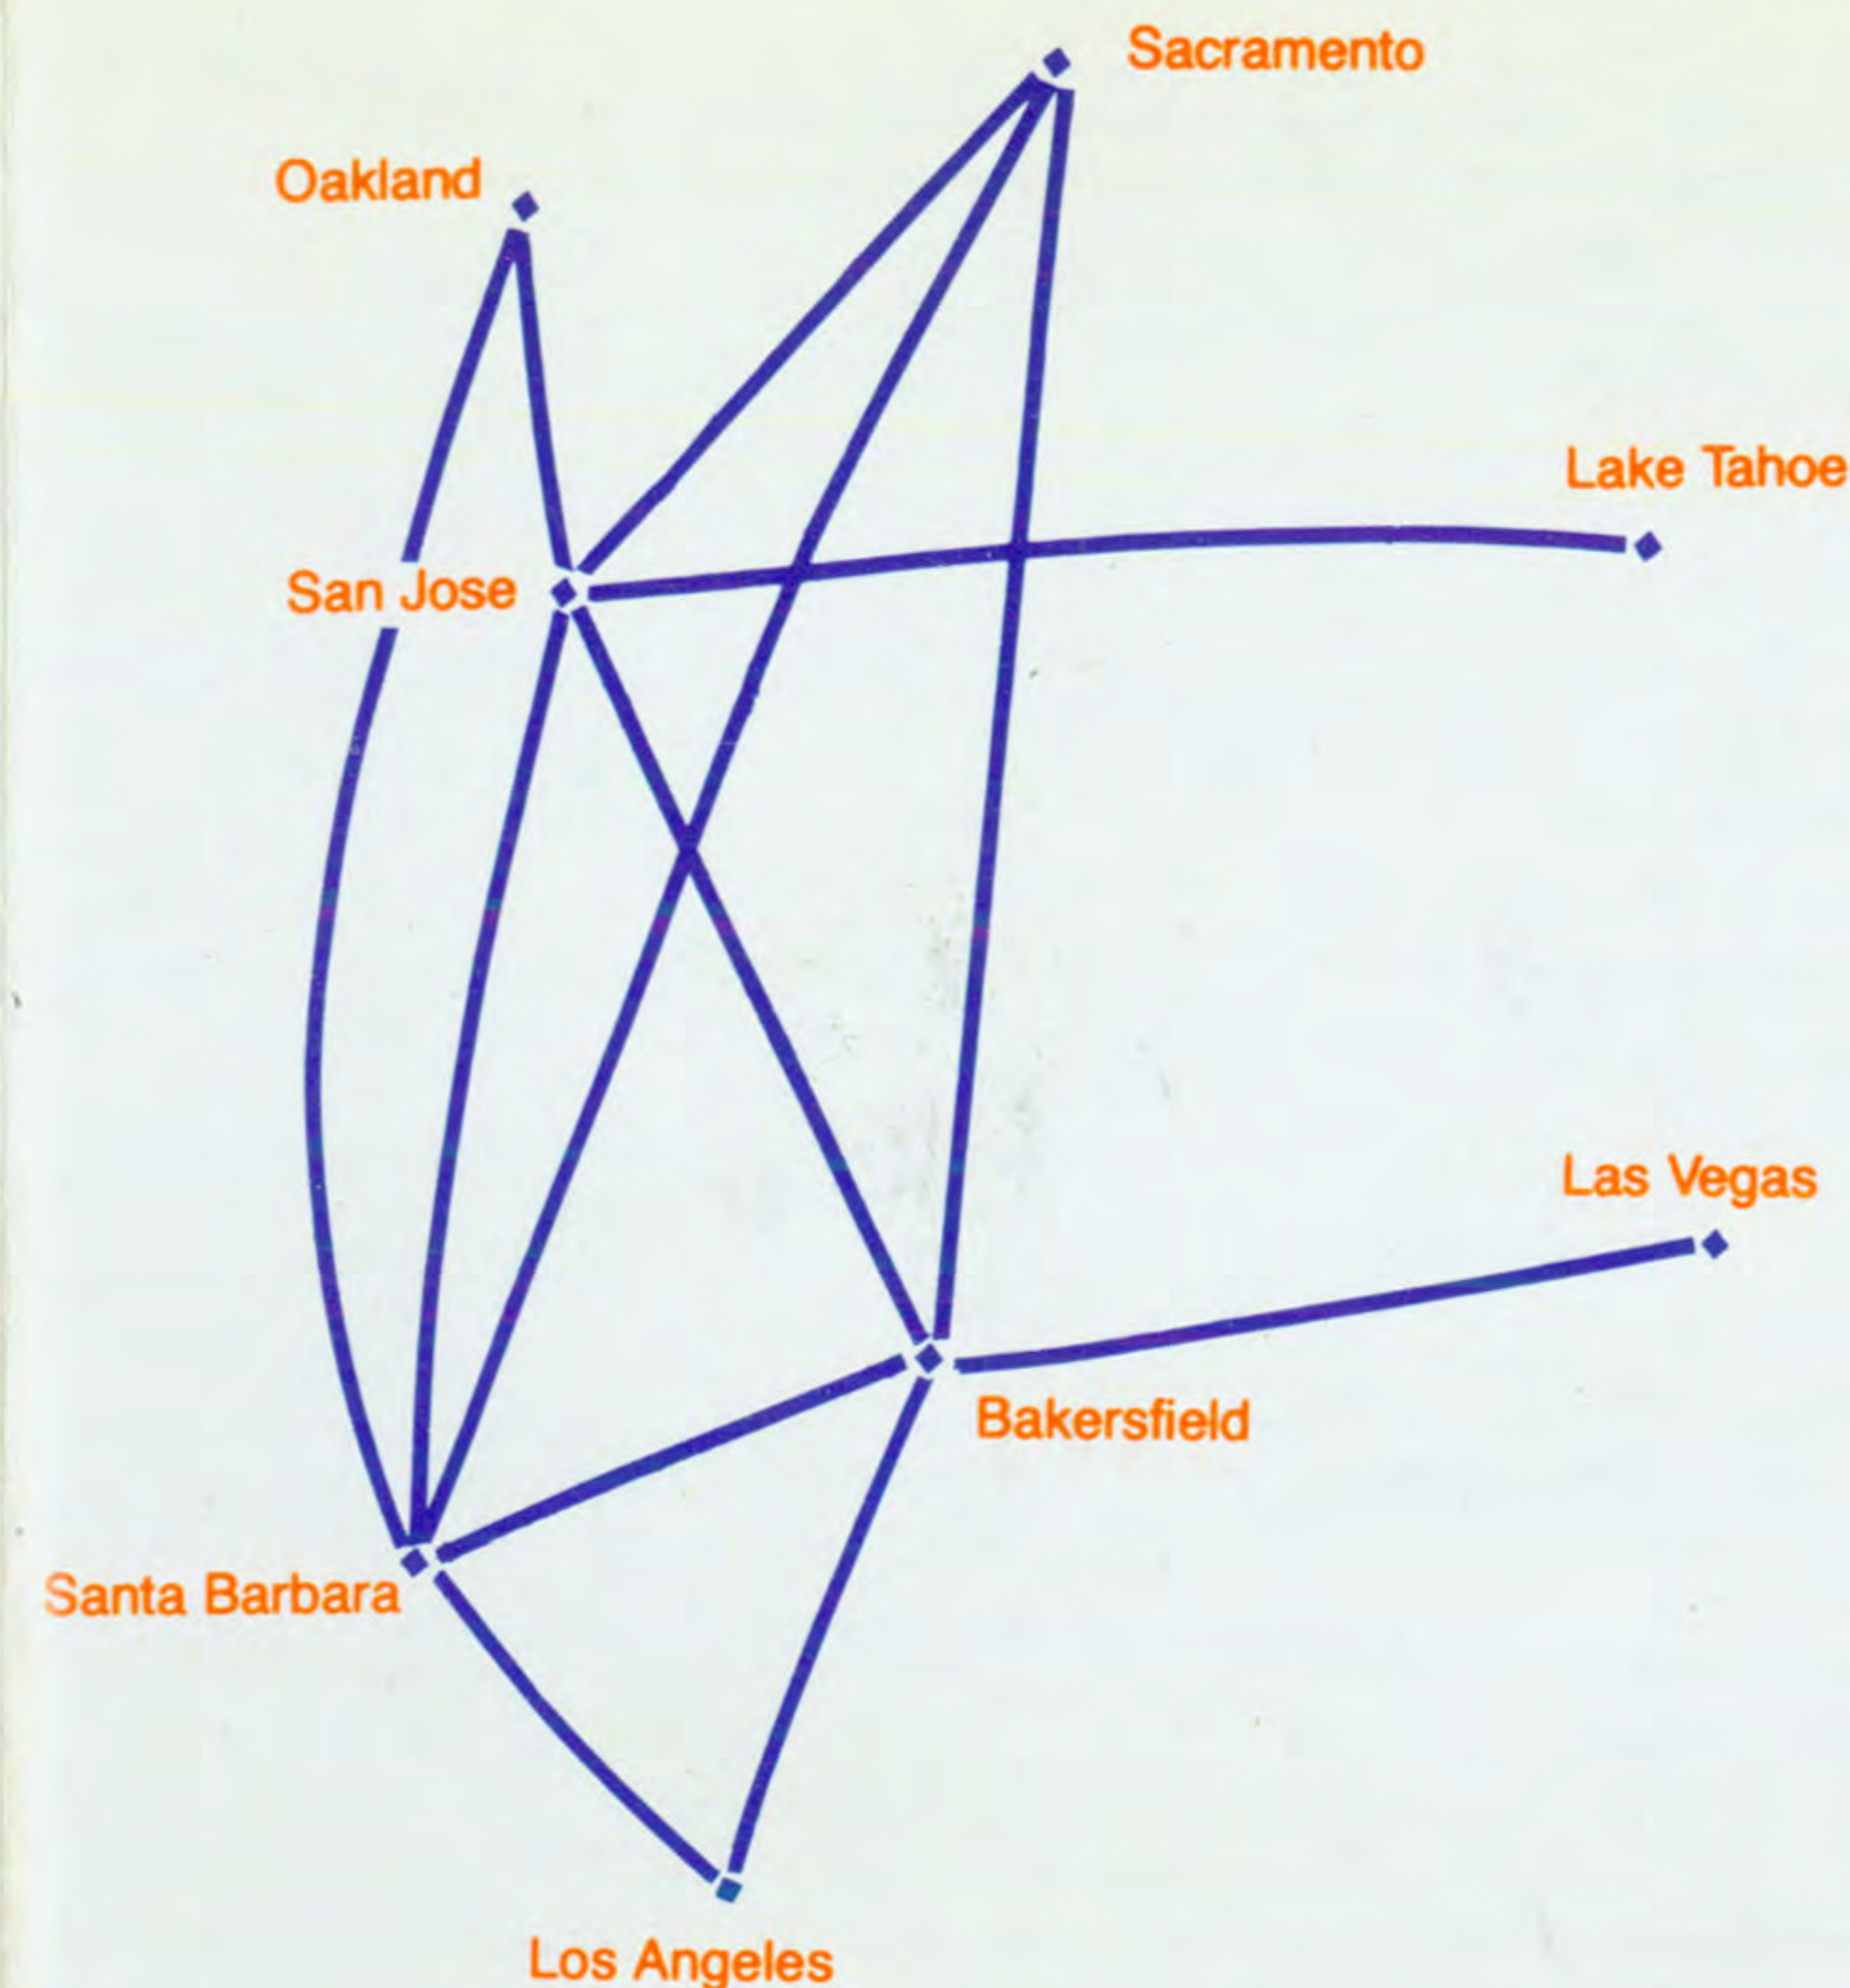 Sacramento
Oakland
Lake Tahoe
San Jose
Las Vegas
Bakersfield
Santa Barbara
Los Angeles